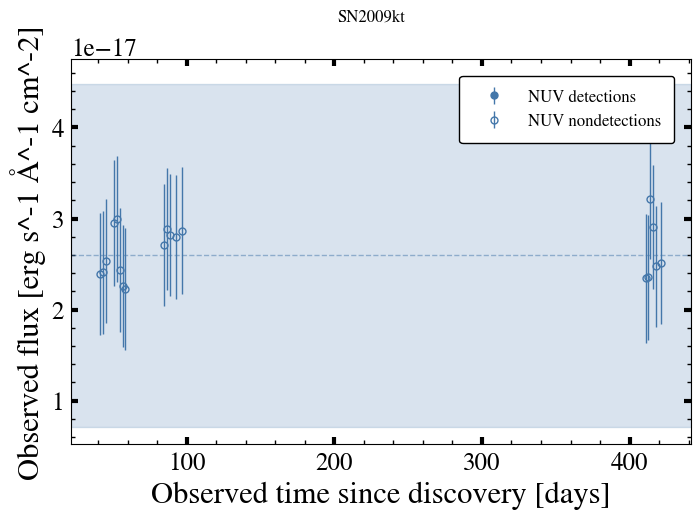 SN2009kt
1e−17
Observed flux [erg s^-1 Å^-1 cm^-2]
4
3
2
1
NUV detections
NUV nondetections
100
200
300
400
Observed time since discovery [days]